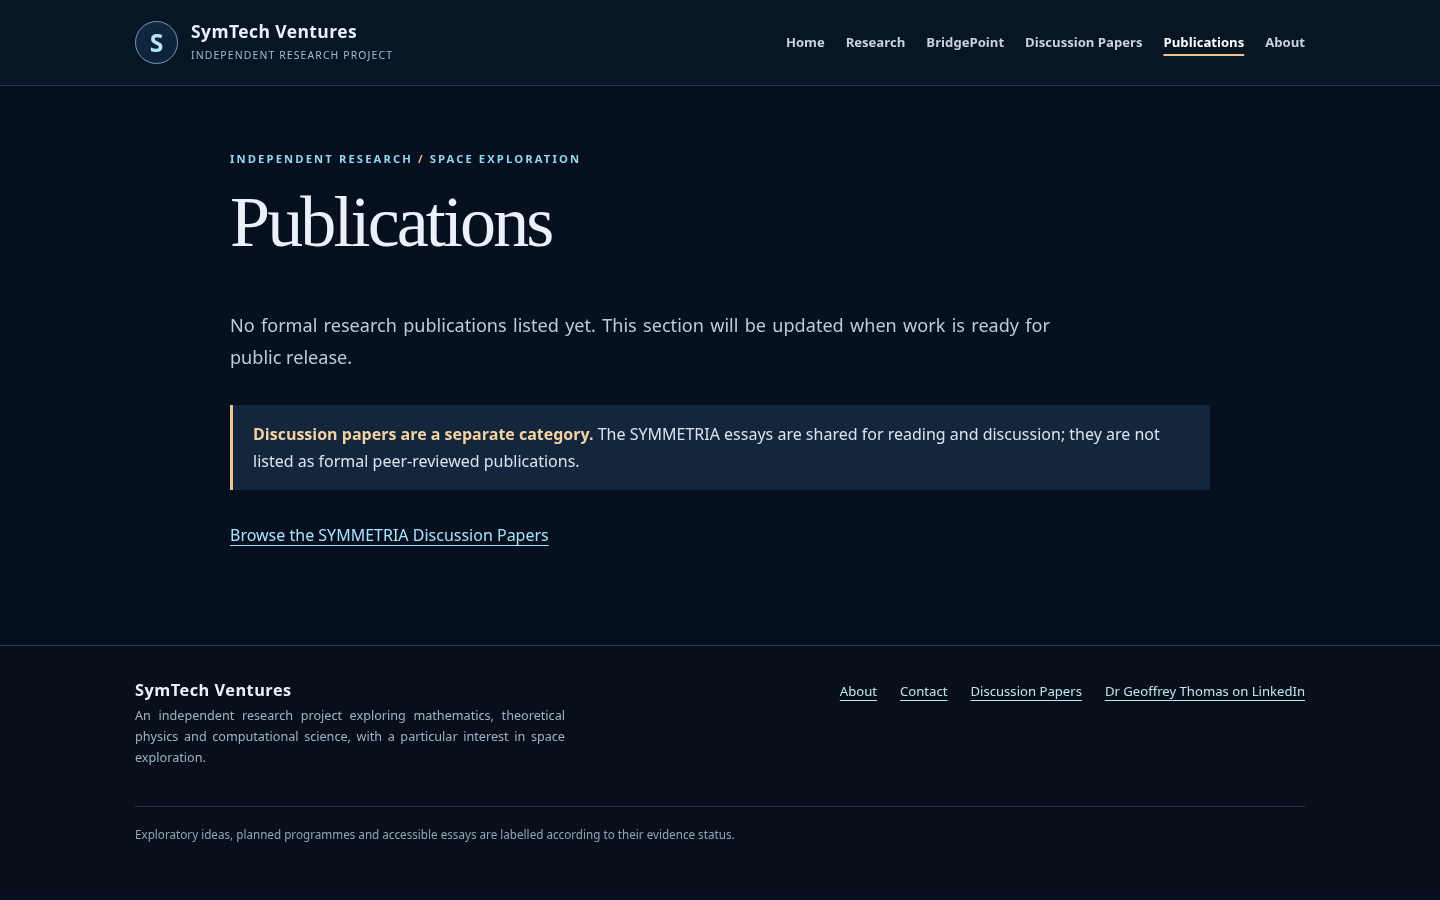 S
SymTech Ventures
INDEPENDENT RESEARCH PROJECT
Home Research BridgePoint Discussion Papers Publications About
INDEPENDENT RESEARCH / SPACE EXPLORATION
Publications
No formal research publications listed yet. This section will be updated when work is ready for
public release.
Discussion papers are a separate category. The SYMMETRIA essays are shared for reading and discussion; they are not
listed as formal peer-reviewed publications.
Browse the SYMMETRIA Discussion Papers
SymTech Ventures
An independent research project exploring mathematics, theoretical
physics and computational science, with a particular interest in space
exploration.
About Contact Discussion Papers Dr Geoffrey Thomas on LinkedIn
Exploratory ideas, planned programmes and accessible essays are labelled according to their evidence status.